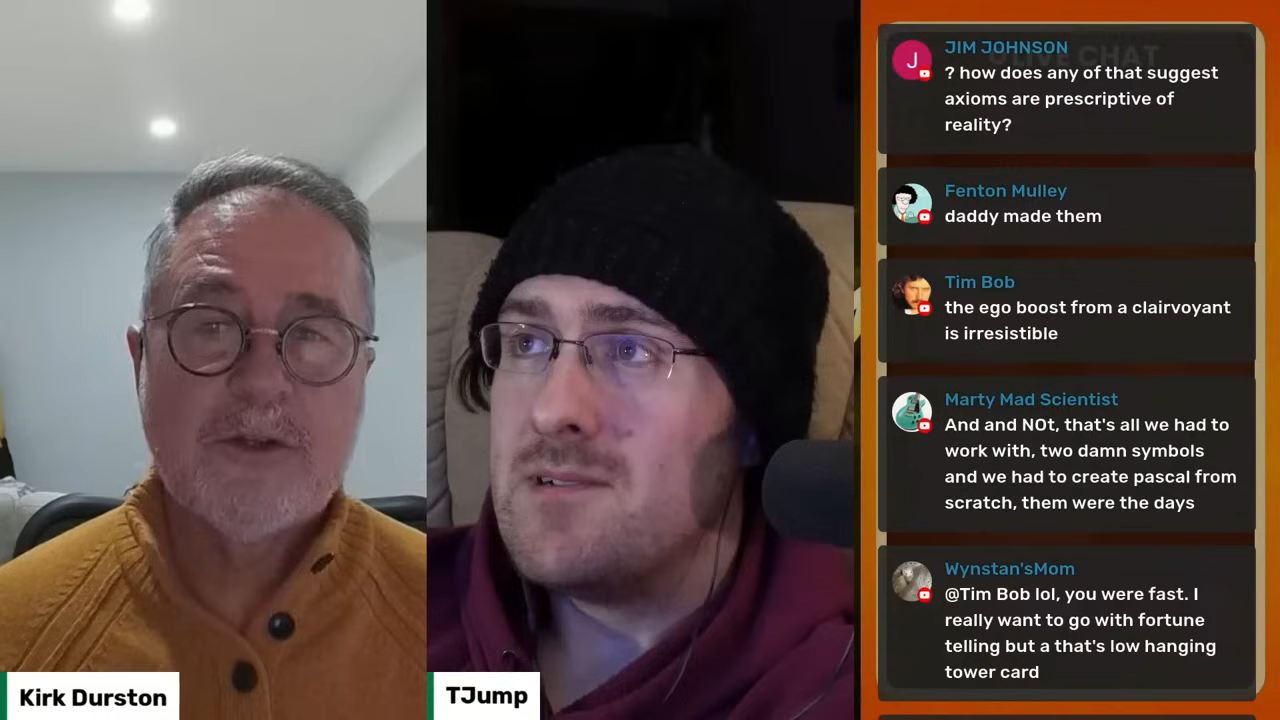 LIVE CHAT
JIM JOHNSON
J
? how does any of that suggest
axioms are prescriptive of
reality?
Fenton Mulley
daddy made them
Tim Bob
the ego boost from a clairvoyant
is irresistible
Marty Mad Scientist
And and NOt, that's all we had to
work with, two damn symbols
and we had to create pascal from
scratch, them were the days
Wynstan'sMom
@Tim Bob lol, you were fast. I
really want to go with fortune
telling but a that's low hanging
tower card
Kirk Durston
TJump